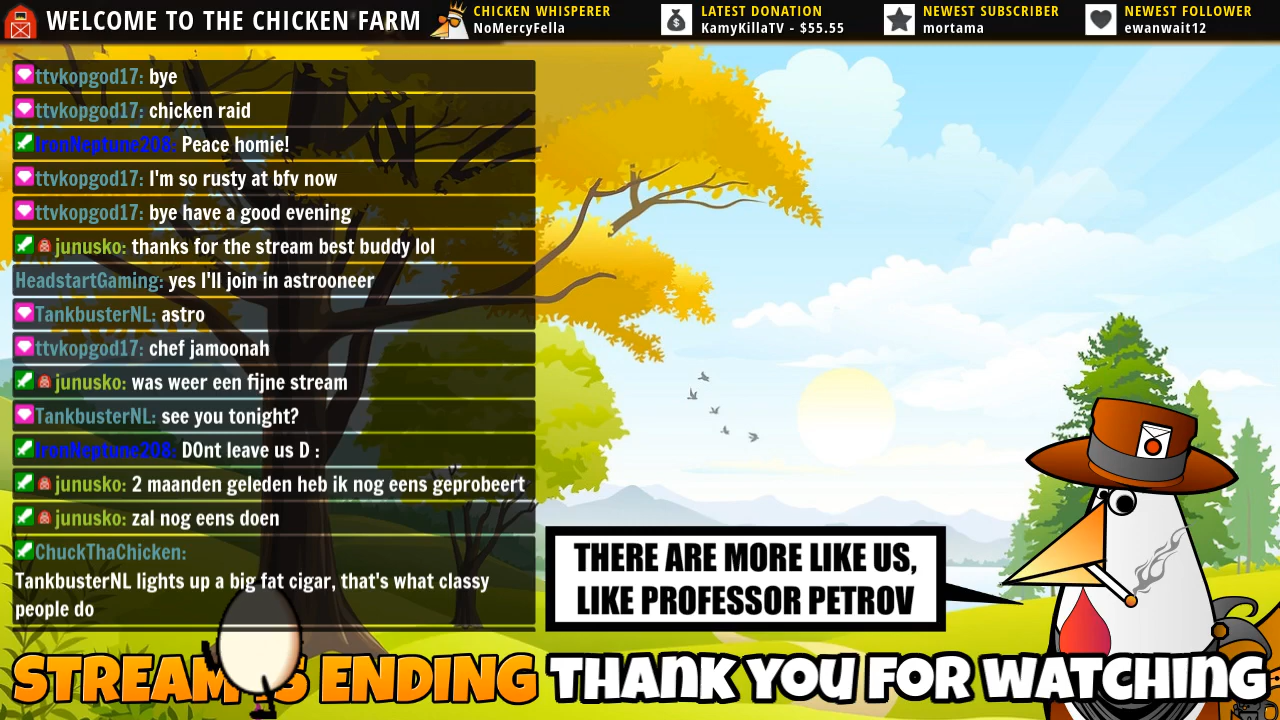 WELCOME TO THE CHICKEN FARM
CHICKEN WHISPERER
NoMercyFella
LATEST DONATION
KamyKillaTV - $55.55
NEWEST SUBSCRIBER
mortama
NEWEST FOLLOWER
ewanwait12
ttvkopgod17: bye
ttvkopgod17: chicken raid
IronNeptune208: Peace homie!
ttvkopgod17: I'm so rusty at bfv now
ttvkopgod17: bye have a good evening
junusko: thanks for the stream best buddy lol
HeadstartGaming: yes I'll join in astrooneer
TankbusterNL: astro
ttvkopgod17: chef jamoonah
junusko: was weer een fijne stream
TankbusterNL: see you tonight?
IronNeptune208: DOnt leave us D :
junusko: 2 maanden geleden heb ik nog eens geprobeert
junusko: zal nog eens doen
ChuckThaChicken:
TankbusterNL lights up a big fat cigar, that's what classy
people do
THERE ARE MORE LIKE US,
LIKE PROFESSOR PETROV
STREAM IS ENDING THANK YOU FOR WATCHING